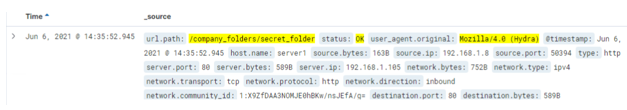 Time _source
Jun 6, 2021 @ 14:35:52.945 url.path: /company_folders/secret_folder status: OK user_agent.original: Mozilla/4.0 (Hydra) @timestamp: Jun 6,
2021 @ 14:35:52.945 host.name: server1 source.bytes: 163B source.ip: 192.168.1.8 source.port: 50394 type: http
server.port: 80 server.bytes: 589B server.ip: 192.168.1.105 network.bytes: 752B network.type: ipv4
network.transport: tcp network.protocol: http network.direction: inbound
network.community_id: 1:X9ZfDAA3NOMJE0hBKw/nsJEfA/g= destination.port: 80 destination.bytes: 589B